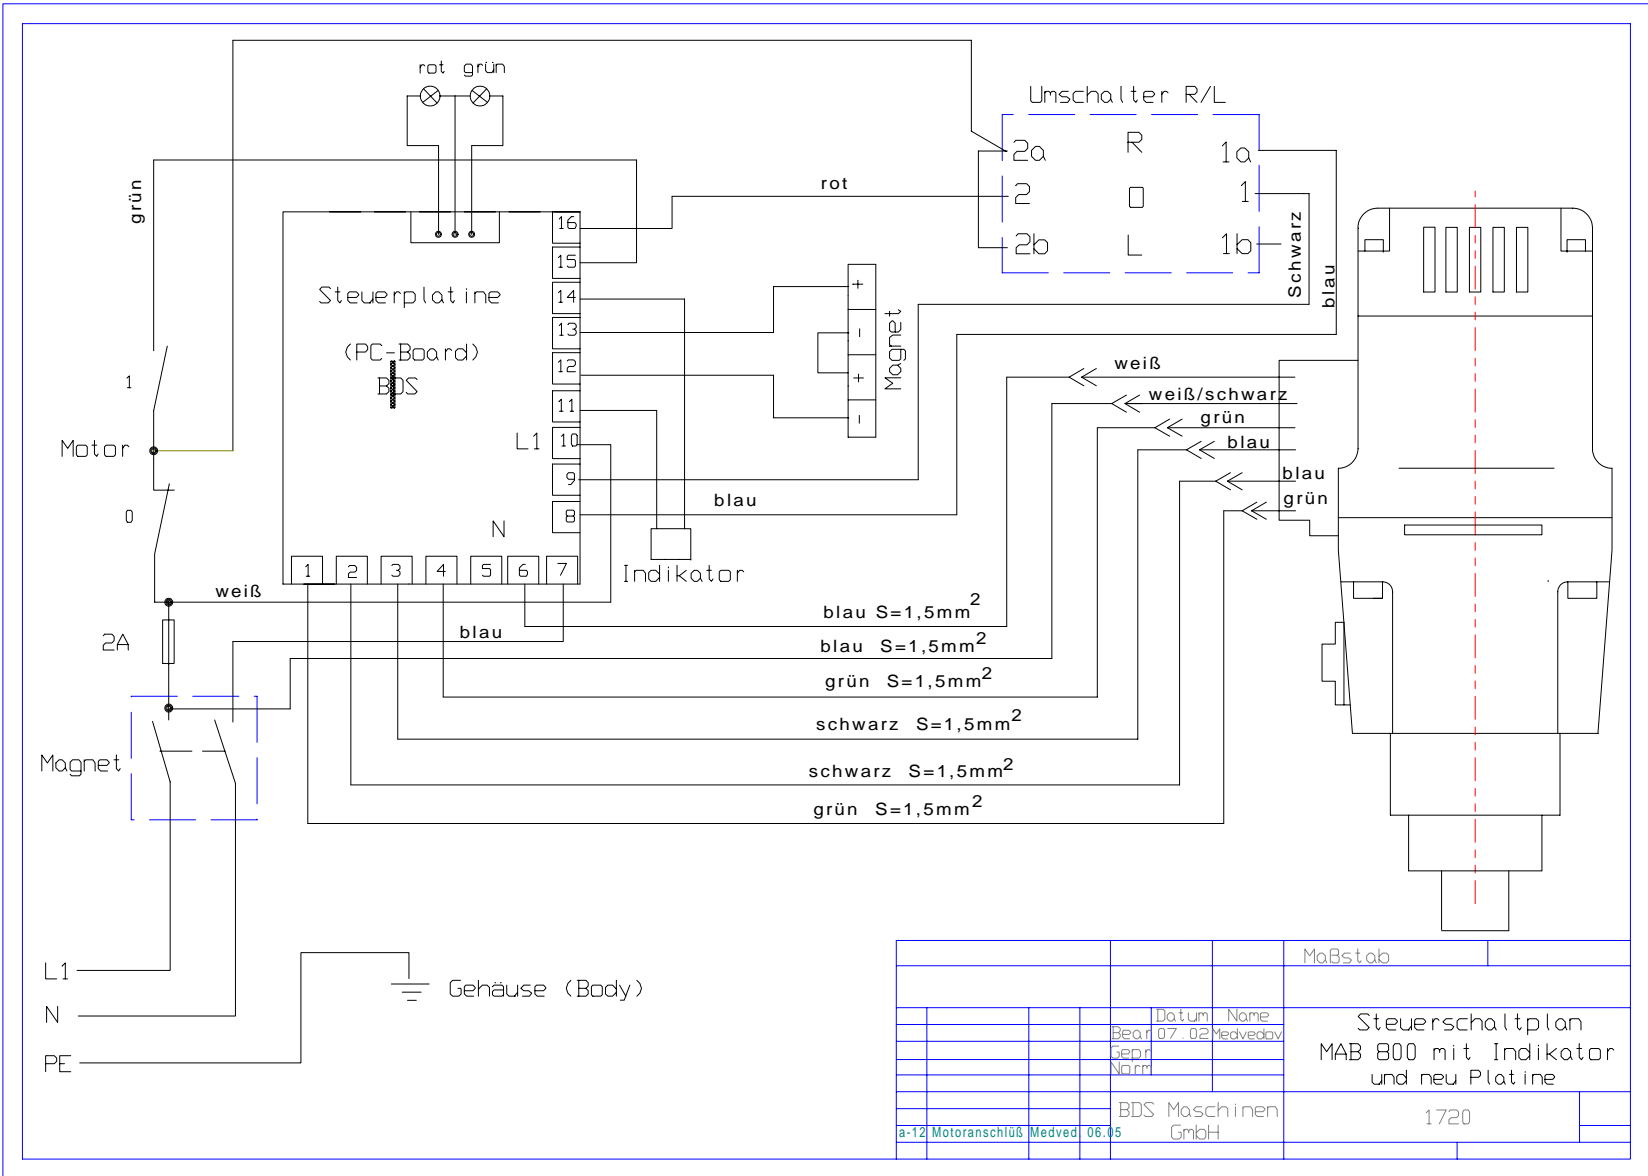 rot grün
Umschalter R/L
2a R 1a
2 0 1
2b L 1b
rot
grün
Schwarz
blau
16
15
14
13
12
11
L1 10
9
8
N
Steuerplatine
(PC-Board)
BDS
1 2 3 4 5 6 7
+
-
+
-
Magnet
Indikator
1
Motor
0
weiß
2A
blau
blau
Magnet
weiß
weiß/schwarz
grün
blau
blau
grün
blau S=1,5mm²
blau S=1,5mm²
grün S=1,5mm²
schwarz S=1,5mm²
schwarz S=1,5mm²
grün S=1,5mm²
L1
N
PE
Gehäuse (Body)
Maßstab
Datum Name
Bear 07.02 Medvedov
Gepr
Norm
Steuerschaltplan
MAB 800 mit Indikator
und neu Platine
BDS Maschinen
GmbH
1720
a-12 Motoranschlüß Medved. 06.05